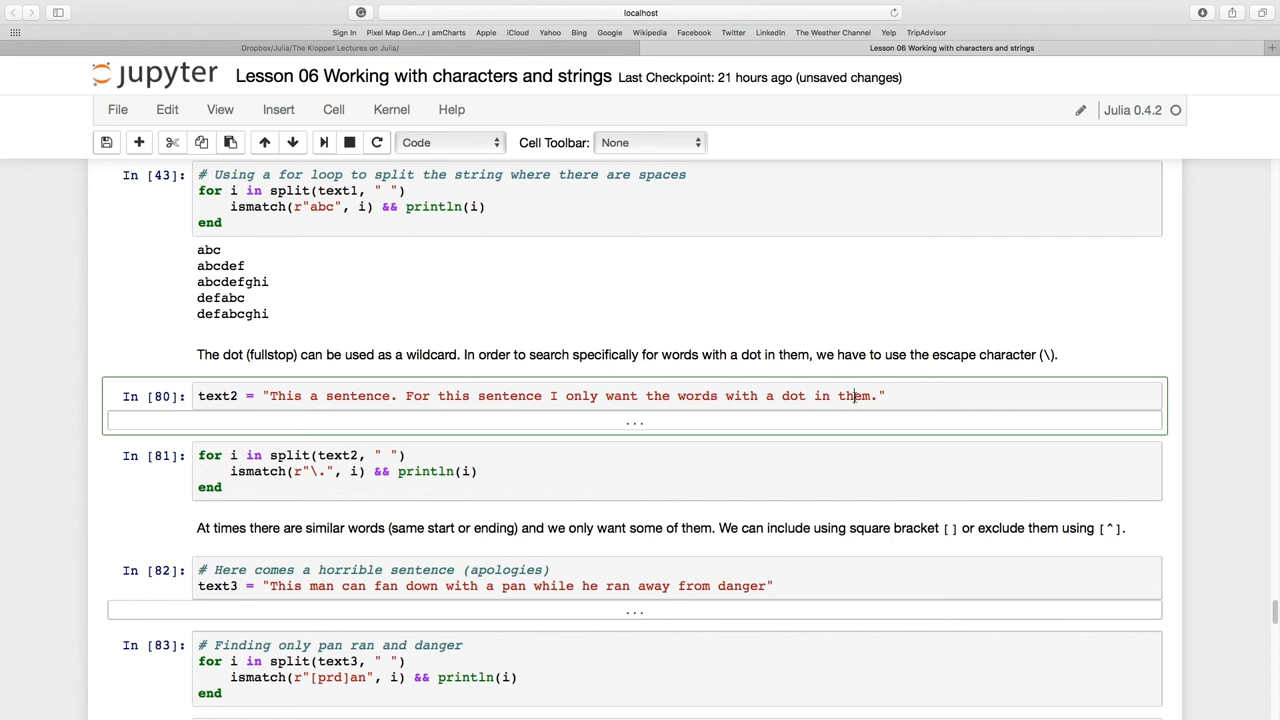 localhost
Sign In Pixel Map Gen...r | amCharts Apple iCloud Yahoo Bing Google Wikipedia Facebook Twitter LinkedIn The Weather Channel Yelp TripAdvisor
Dropbox/Julia/The Klopper Lectures on Julia/ Lesson 06 Working with characters and strings
jupyter Lesson 06 Working with characters and strings Last Checkpoint: 21 hours ago (unsaved changes)
File Edit View Insert Cell Kernel Help Julia 0.4.2
Code Cell Toolbar: None
In [43]: # Using a for loop to split the string where there are spaces
for i in split(text1, " ")
    ismatch(r"abc", i) && println(i)
end
abc
abcdef
abcdefghi
defabc
defabcghi
The dot (fullstop) can be used as a wildcard. In order to search specifically for words with a dot in them, we have to use the escape character (\).
In [80]: text2 = "This a sentence. For this sentence I only want the words with a dot in them."
...
In [81]: for i in split(text2, " ")
    ismatch(r"\.", i) && println(i)
end
At times there are similar words (same start or ending) and we only want some of them. We can include using square bracket [] or exclude them using [^].
In [82]: # Here comes a horrible sentence (apologies)
text3 = "This man can fan down with a pan while he ran away from danger"
...
In [83]: # Finding only pan ran and danger
for i in split(text3, " ")
    ismatch(r"[prd]an", i) && println(i)
end